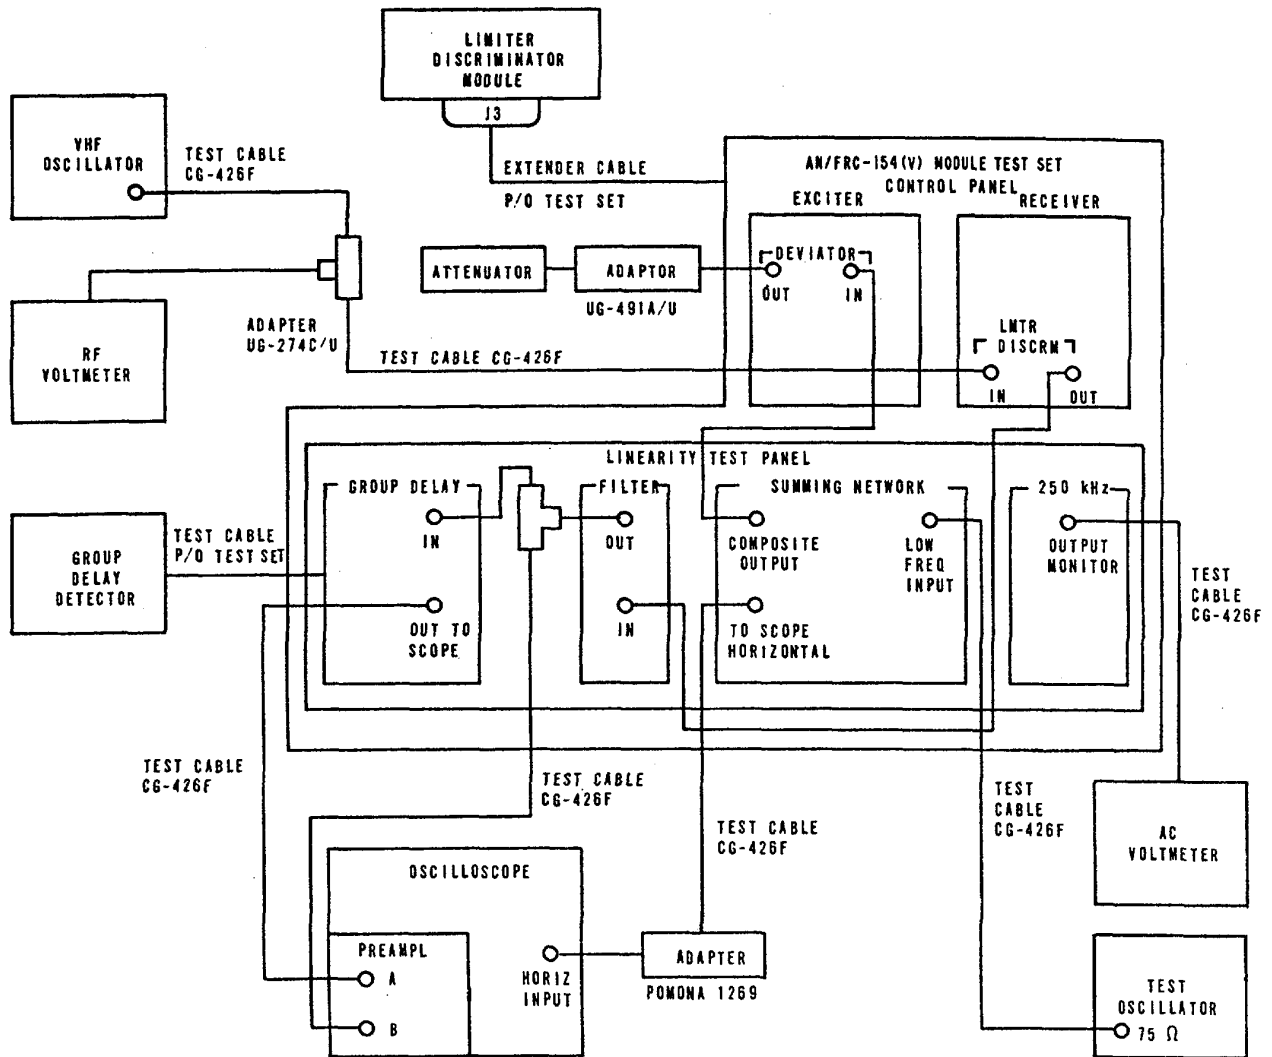 LIMITER
DISCRIMINATOR
MODULE
J3
VHF
OSCILLATOR
TEST CABLE
CG-426F
EXTENDER CABLE
P/O TEST SET
AN/FRC-154(V) MODULE TEST SET
CONTROL PANEL
EXCITER
RECEIVER
DEVIATOR
OUT
IN
ATTENUATOR
ADAPTOR
UG-491A/U
RF
VOLTMETER
ADAPTER
UG-274C/U
TEST CABLE CG-426F
LMTR
DISCRM
IN
OUT
LINEARITY TEST PANEL
GROUP DELAY
IN
OUT TO
SCOPE
FILTER
OUT
IN
SUMMING NETWORK
COMPOSITE
OUTPUT
LOW
FREQ
INPUT
TO SCOPE
HORIZONTAL
250 kHz
OUTPUT
MONITOR
GROUP
DELAY
DETECTOR
TEST CABLE
P/O TEST SET
TEST
CABLE
CG-426F
TEST CABLE
CG-426F
TEST CABLE
CG-426F
TEST CABLE
CG-426F
TEST
CABLE
CG-426F
AC
VOLTMETER
OSCILLOSCOPE
PREAMPL
A
B
HORIZ
INPUT
ADAPTER
POMONA 1269
TEST
OSCILLATOR
75 Ω